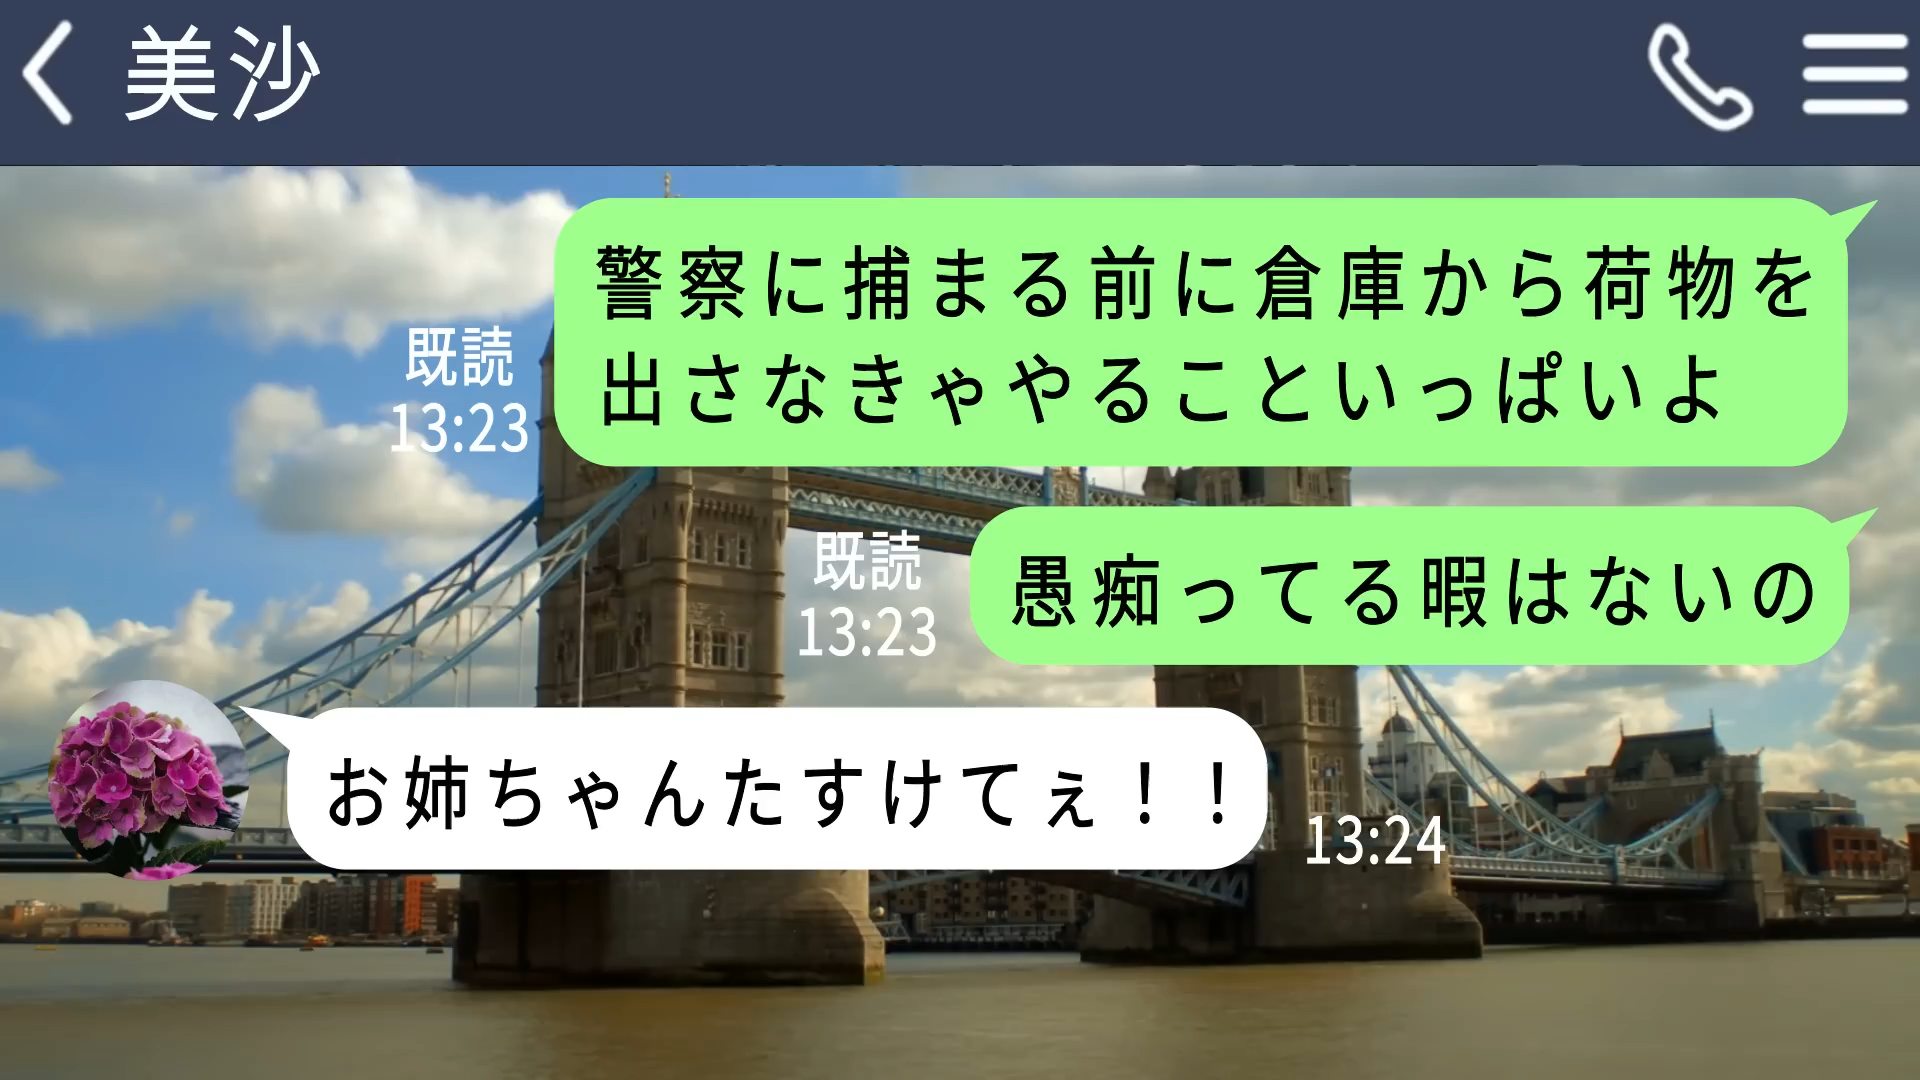 美沙
警察に捕まる前に倉庫から荷物を
出さなきゃやることいっぱいよ
既読
13:23
愚痴ってる暇はないの
既読
13:23
お姉ちゃんたすけてぇ！！
13:24